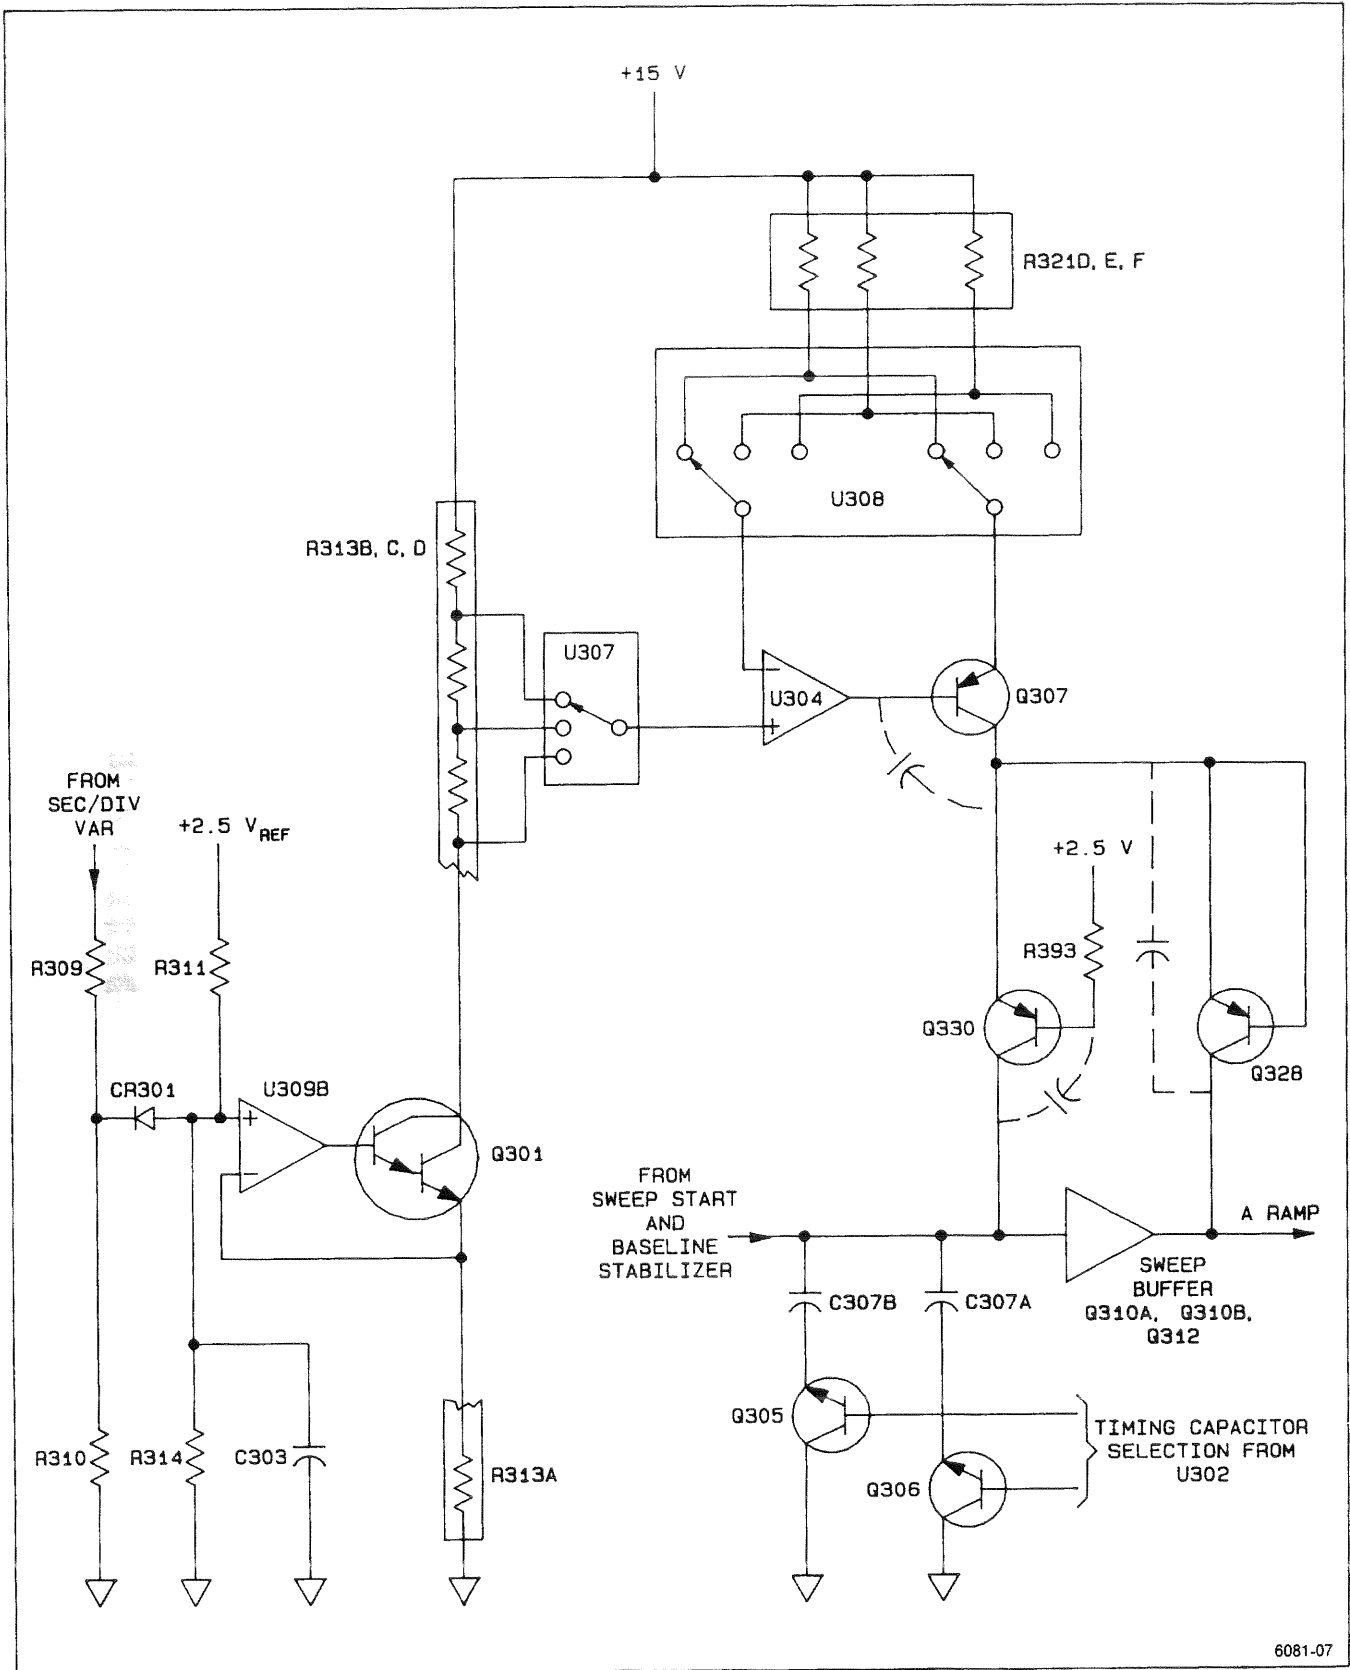 +15 V
R321D, E, F
U308
R313B, C, D
U307
U304
Q307
FROM
SEC/DIV
VAR
+2.5 VREF
+2.5 V
R309
R311
R393
Q330
Q328
CR301
U309B
Q301
FROM
SWEEP START
AND
BASELINE
STABILIZER
A RAMP
SWEEP
BUFFER
Q310A, Q310B,
Q312
C307B
C307A
Q305
Q306
TIMING CAPACITOR
SELECTION FROM
U302
R310
R314
C303
R313A
6081-07